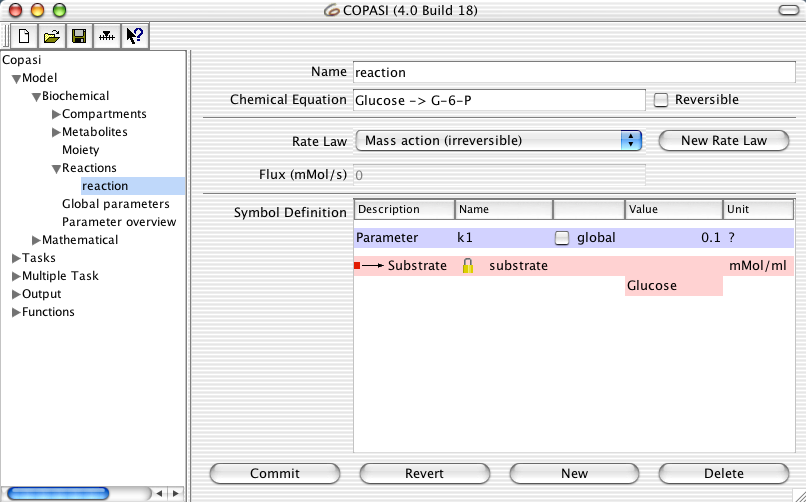 COPASI (4.0 Build 18)
Copasi
Model
Biochemical
Compartments
Metabolites
Moiety
Reactions
reaction
Global parameters
Parameter overview
Mathematical
Tasks
Multiple Task
Output
Functions
Name reaction
Chemical Equation Glucose -> G-6-P Reversible
Rate Law Mass action (irreversible) New Rate Law
Flux (mMol/s) 0
Symbol Definition Description Name Value Unit
Parameter k1 global 0.1 ?
Substrate substrate mMol/ml
Glucose
Commit Revert New Delete